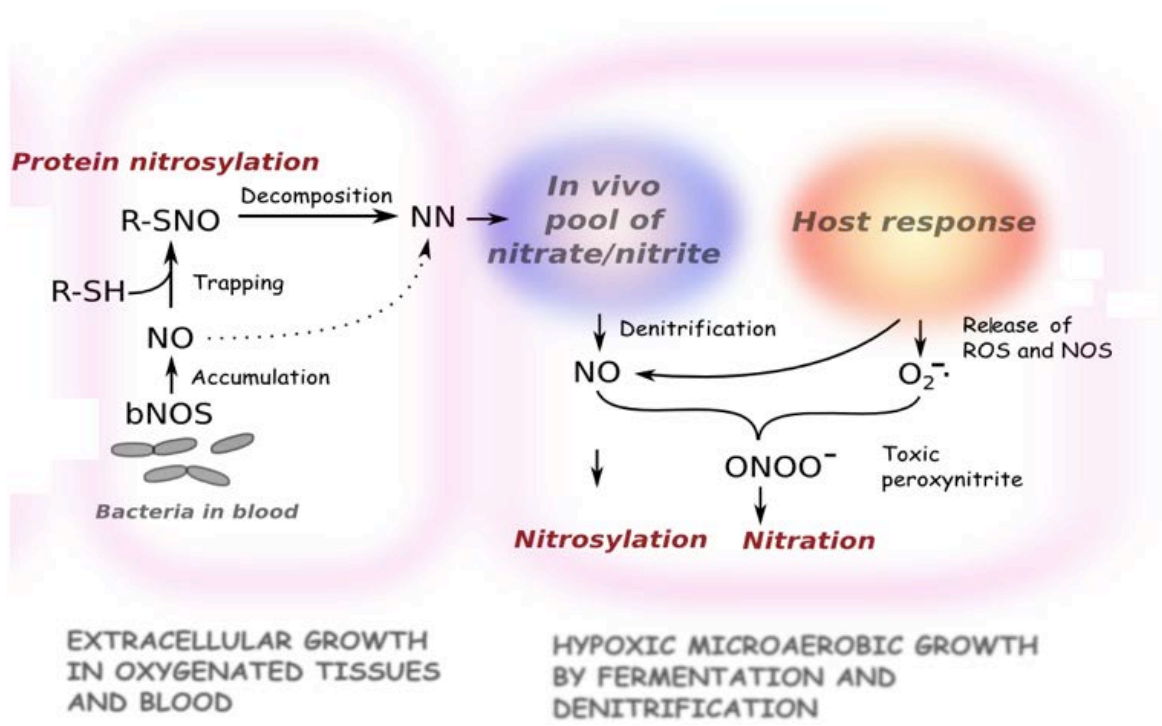 Protein nitrosylation
Decomposition
R-SNO
NN
R-SH
Trapping
NO
Accumulation
bNOS
Bacteria in blood
In vivo
pool of
nitrate/nitrite
Host response
Denitrification
Release of
ROS and NOS
NO
O₂⁻·
ONOO⁻
Toxic
peroxynitrite
Nitrosylation
Nitration
EXTRACELLULAR GROWTH
IN OXYGENATED TISSUES
AND BLOOD
HYPOXIC MICROAEROBIC GROWTH
BY FERMENTATION AND
DENITRIFICATION